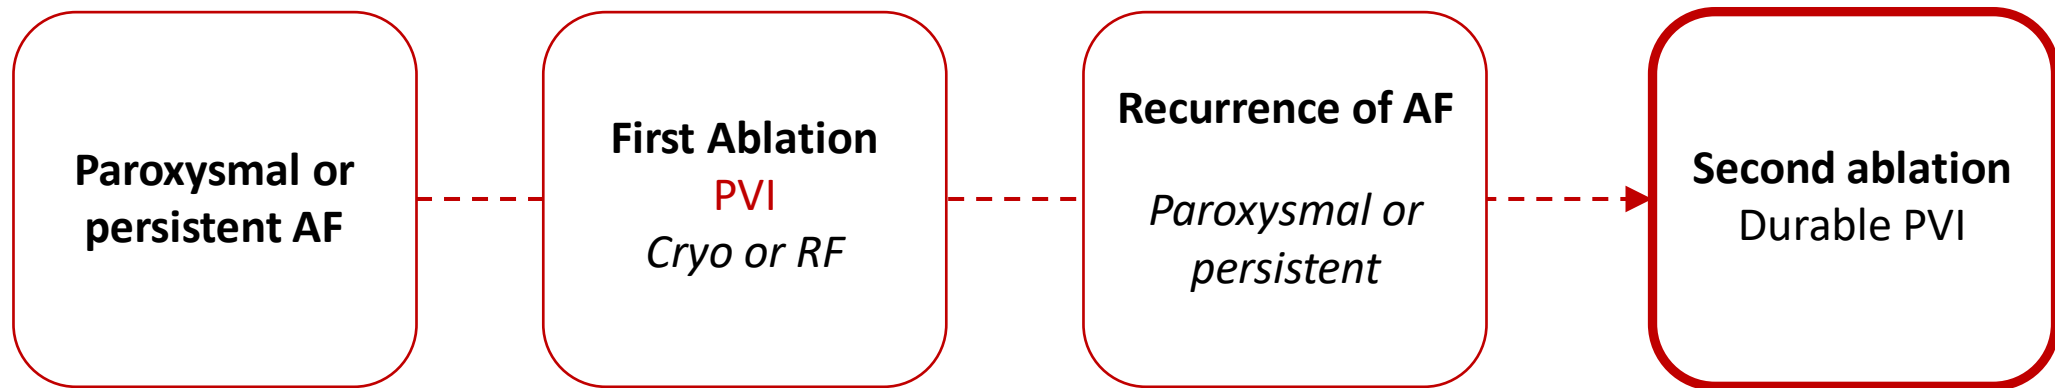 Paroxysmal or
persistent AF
First Ablation
PVI
Cryo or RF
Recurrence of AF
Paroxysmal or
persistent
Second ablation
Durable PVI